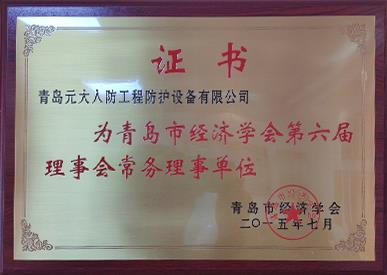 证书
青岛元大人防工程防护设备有限公司
为青岛市经济学会第六届
理事会常务理事单位
青岛市经济学会
二〇一五年七月